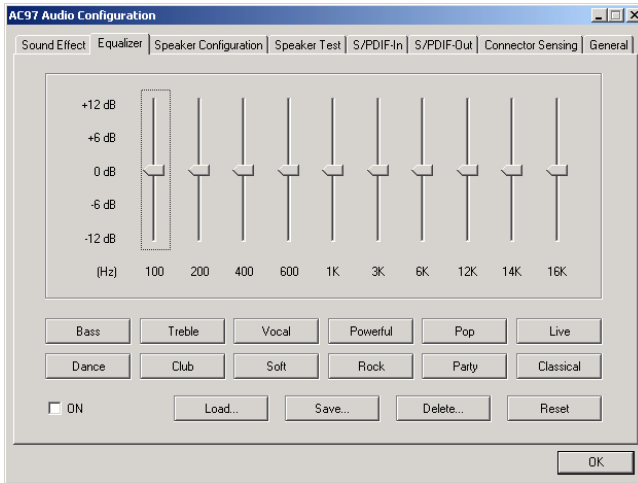 AC97 Audio Configuration
Sound Effect Equalizer Speaker Configuration Speaker Test S/PDIF-In S/PDIF-Out Connector Sensing General
+12 dB
+6 dB
0 dB
-6 dB
-12 dB
(Hz) 100 200 400 600 1K 3K 6K 12K 14K 16K
Bass Treble Vocal Powerful Pop Live
Dance Club Soft Rock Party Classical
ON Load... Save... Delete... Reset
OK